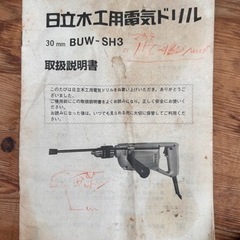 日立木工用電気ドリル
30mm BUW-SH3
取扱説明書
このたびは日立木工用電気ドリルをお買い上げいただき、ありがとうご
ざいました。
ご使用前にこの取扱説明書をよくお読みになり、正しく安全にお使いく
ださい。
お読みになった後は、いつでも見られる所に大切に保管してご利用くだ
さい。